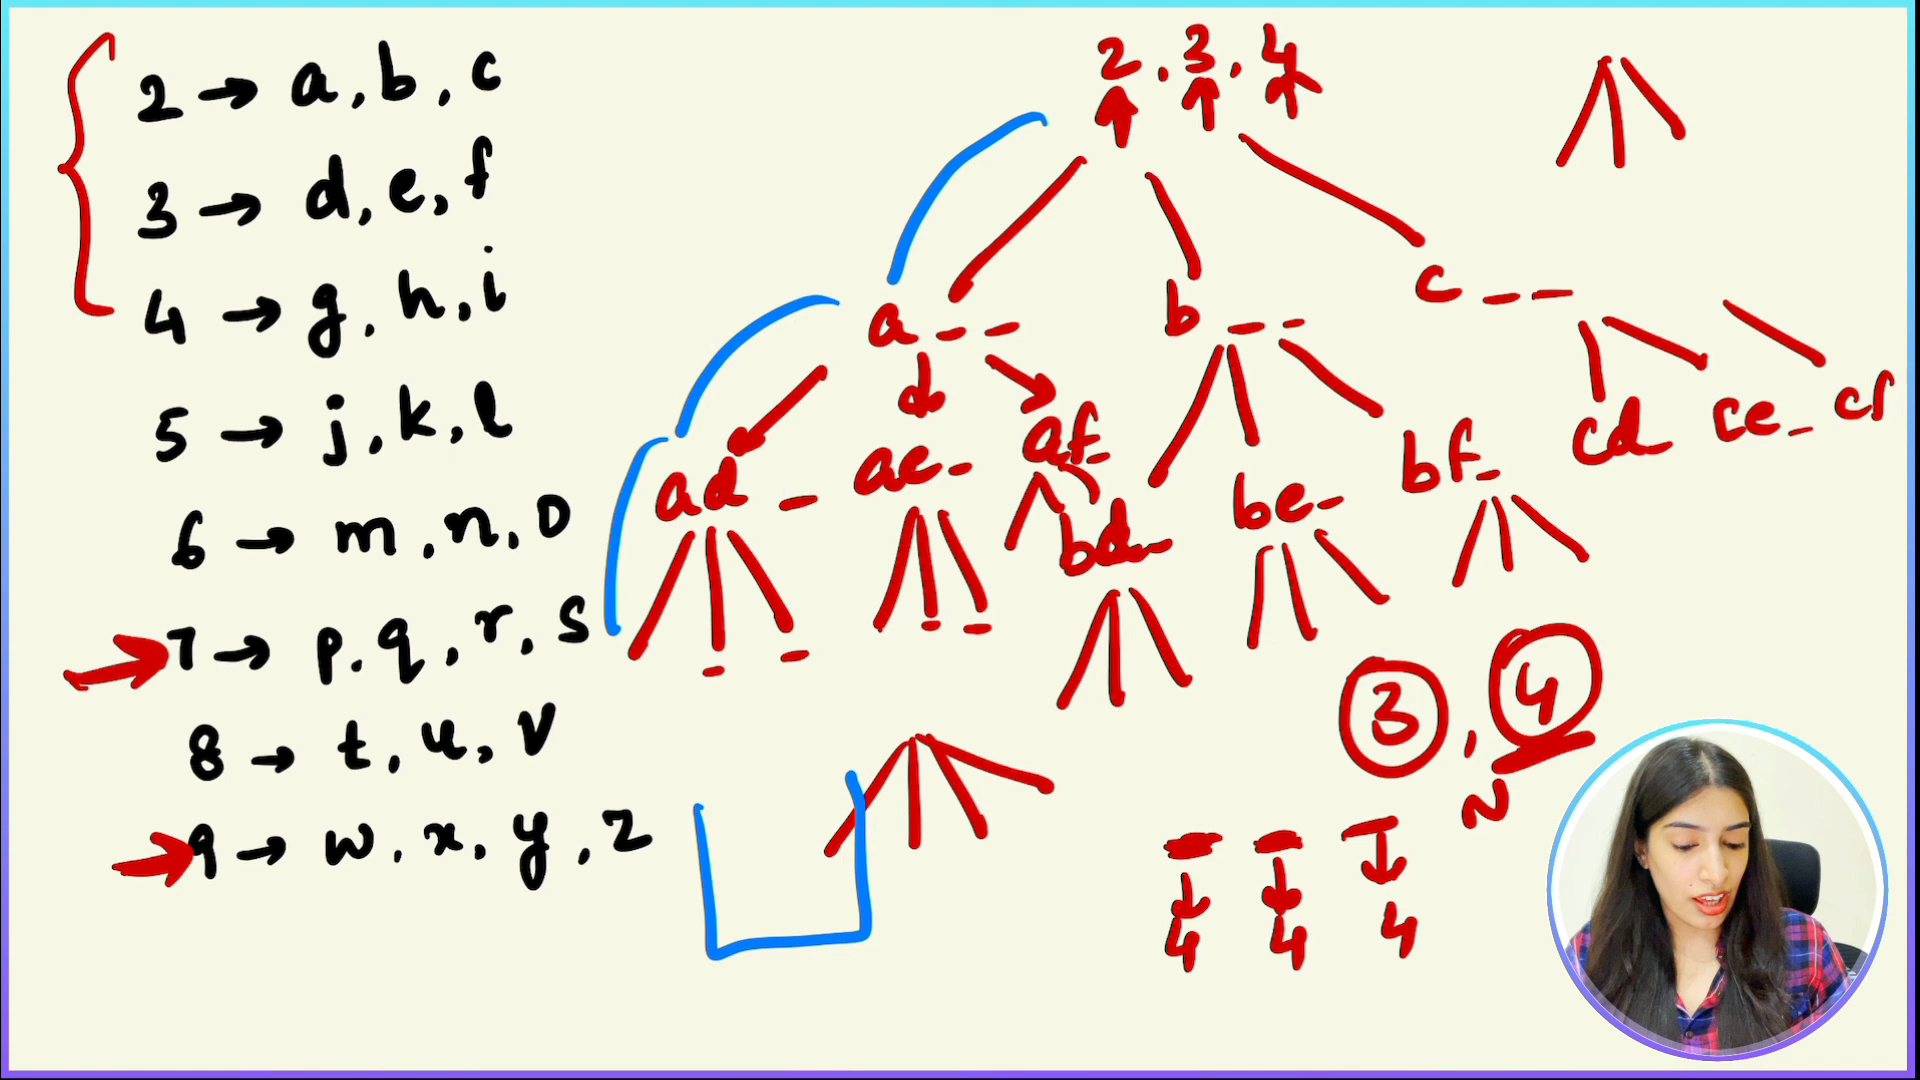 2 → a, b, c
3 → d, e, f
4 → g, h, i
5 → j, k, l
6 → m, n, o
7 → p, q, r, s
8 → t, u, v
9 → w, x, y, z
2, 3, 4
a _ _
b _ _
c _ _
d
ad _
ae _
af _
bd _
be _
bf _
cd _
ce _
cf
3, 4
N
_ _ _
4 4 4